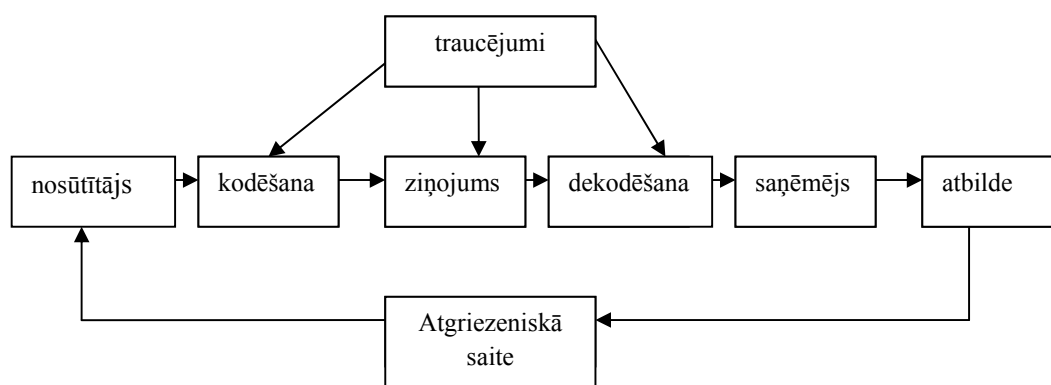 traucējumi
nosūtītājs
kodēšana
ziņojums
dekodēšana
saņēmējs
atbilde
Atgriezeniskā
saite